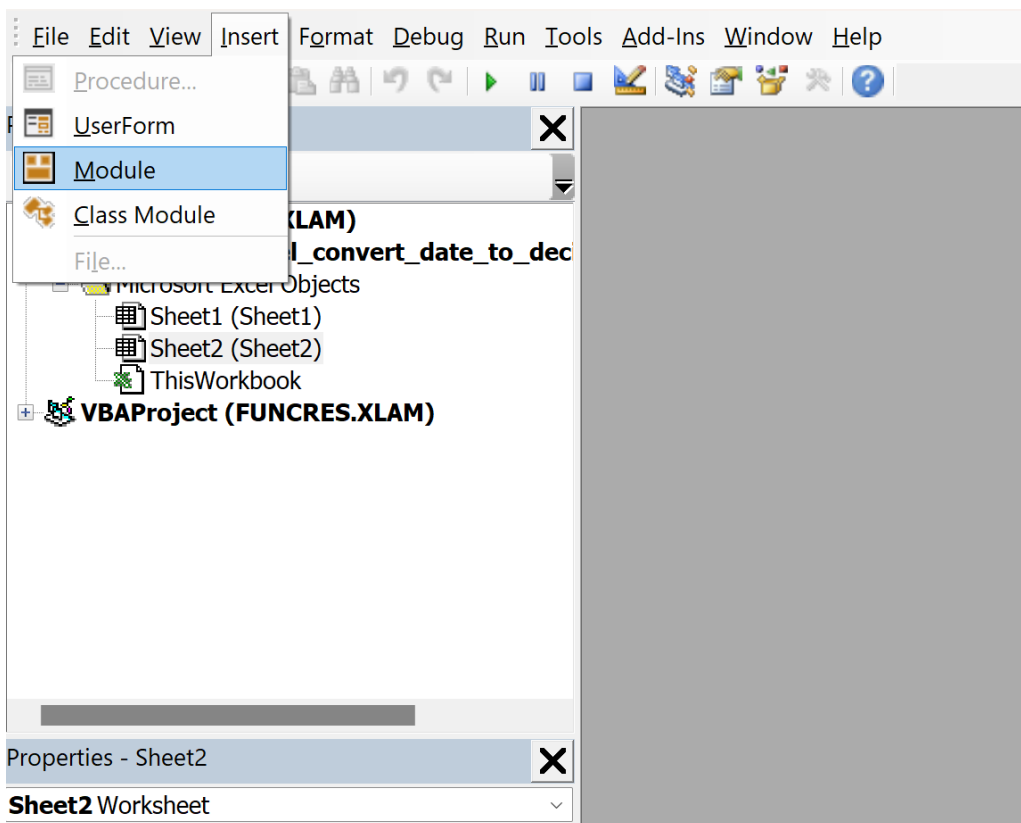 File Edit View Insert Format Debug Run Tools Add-Ins Window Help
Procedure...
UserForm
Module
Class Module
File...
XLAM)
l_convert_date_to_deci
Microsoft Excel Objects
Sheet1 (Sheet1)
Sheet2 (Sheet2)
ThisWorkbook
VBAProject (FUNCRES.XLAM)
Properties - Sheet2
Sheet2 Worksheet